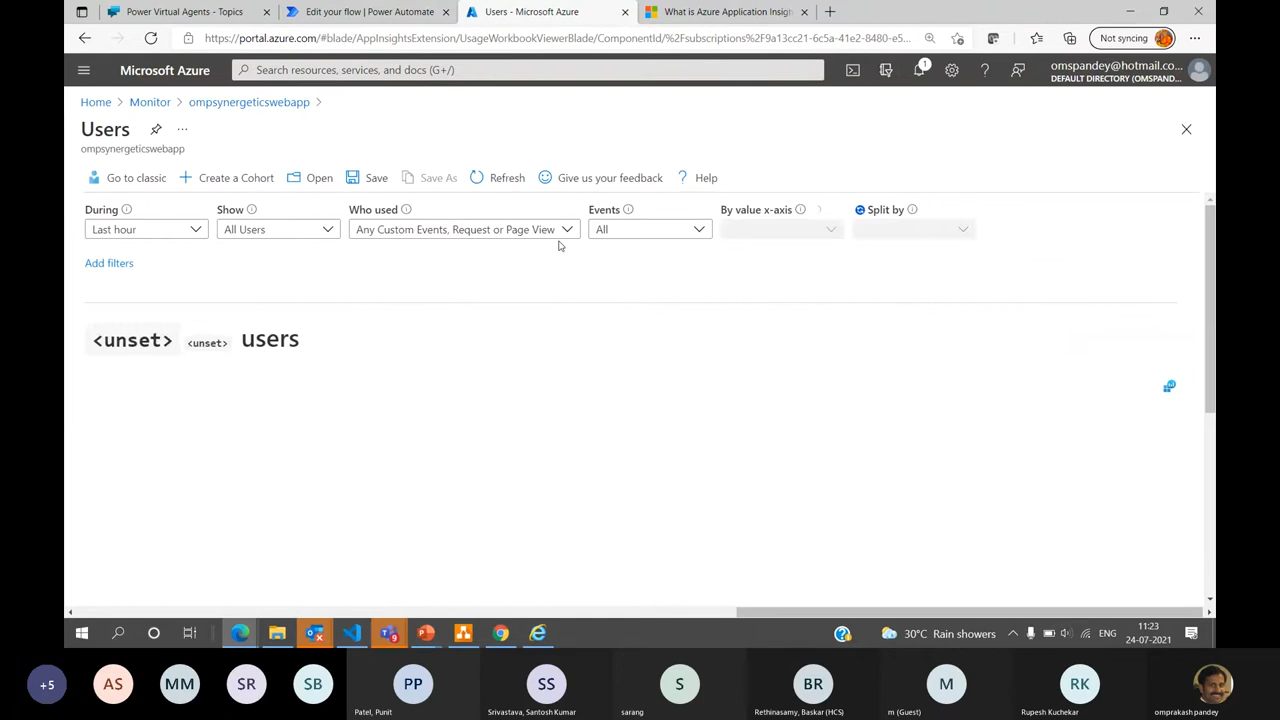 Power Virtual Agents - Topics
Edit your flow | Power Automate
Users - Microsoft Azure
What is Azure Application Insigh
https://portal.azure.com/#blade/AppInsightsExtension/UsageWorkbookViewerBlade/ComponentId/%2Fsubscriptions%2F9a13cc21-6c5a-41e2-8480-e5...
Not syncing
Microsoft Azure
Search resources, services, and docs (G+/)
1
omspandey@hotmail.co...
DEFAULT DIRECTORY (OMSPAND...
Home > Monitor > ompsynergeticswebapp >
Users
ompsynergeticswebapp
Go to classic
Create a Cohort
Open
Save
Save As
Refresh
Give us your feedback
Help
During
Show
Who used
Events
By value x-axis
Split by
Last hour
All Users
Any Custom Events, Request or Page View
All
Add filters
<unset> <unset> users
9
30°C Rain showers
ENG
11:23
24-07-2021
+5
AS
MM
SR
SB
PP
SS
S
BR
M
RK
Patel, Punit
Srivastava, Santosh Kumar
sarang
Rethinasamy, Baskar (HCS)
m (Guest)
Rupesh Kuchekar
omprakash pandey